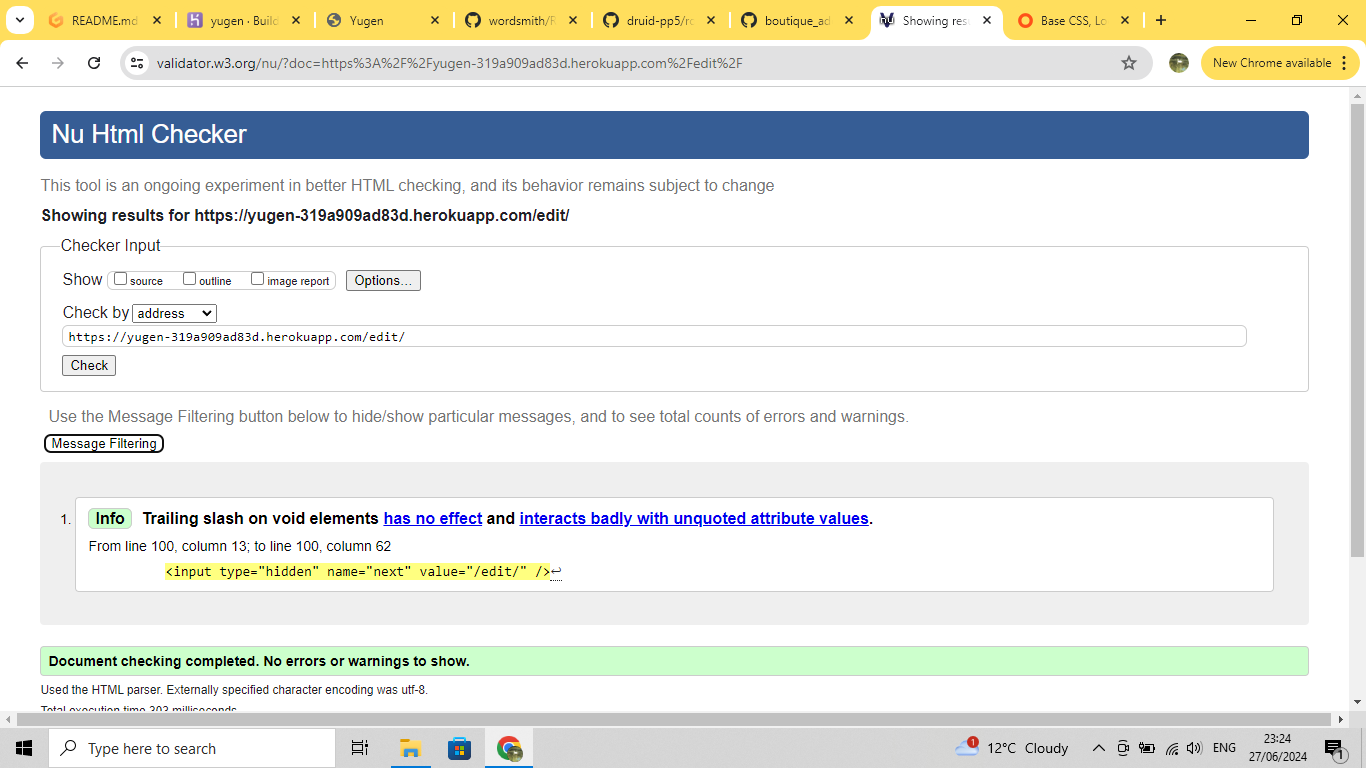 README.md
yugen · Build
Yugen
wordsmith/R
druid-pp5/re
boutique_ad
Showing resu
Base CSS, Lo
validator.w3.org/nu/?doc=https%3A%2F%2Fyugen-319a909ad83d.herokuapp.com%2Fedit%2F
New Chrome available
Nu Html Checker
This tool is an ongoing experiment in better HTML checking, and its behavior remains subject to change
Showing results for https://yugen-319a909ad83d.herokuapp.com/edit/
Checker Input
Show source outline image report Options...
Check by address
https://yugen-319a909ad83d.herokuapp.com/edit/
Check
Use the Message Filtering button below to hide/show particular messages, and to see total counts of errors and warnings.
Message Filtering
1. Info Trailing slash on void elements has no effect and interacts badly with unquoted attribute values.
From line 100, column 13; to line 100, column 62
<input type="hidden" name="next" value="/edit/" />↩
Document checking completed. No errors or warnings to show.
Used the HTML parser. Externally specified character encoding was utf-8.
Total execution time 303 milliseconds.
Type here to search
1
12°C Cloudy
ENG
23:24
27/06/2024
1